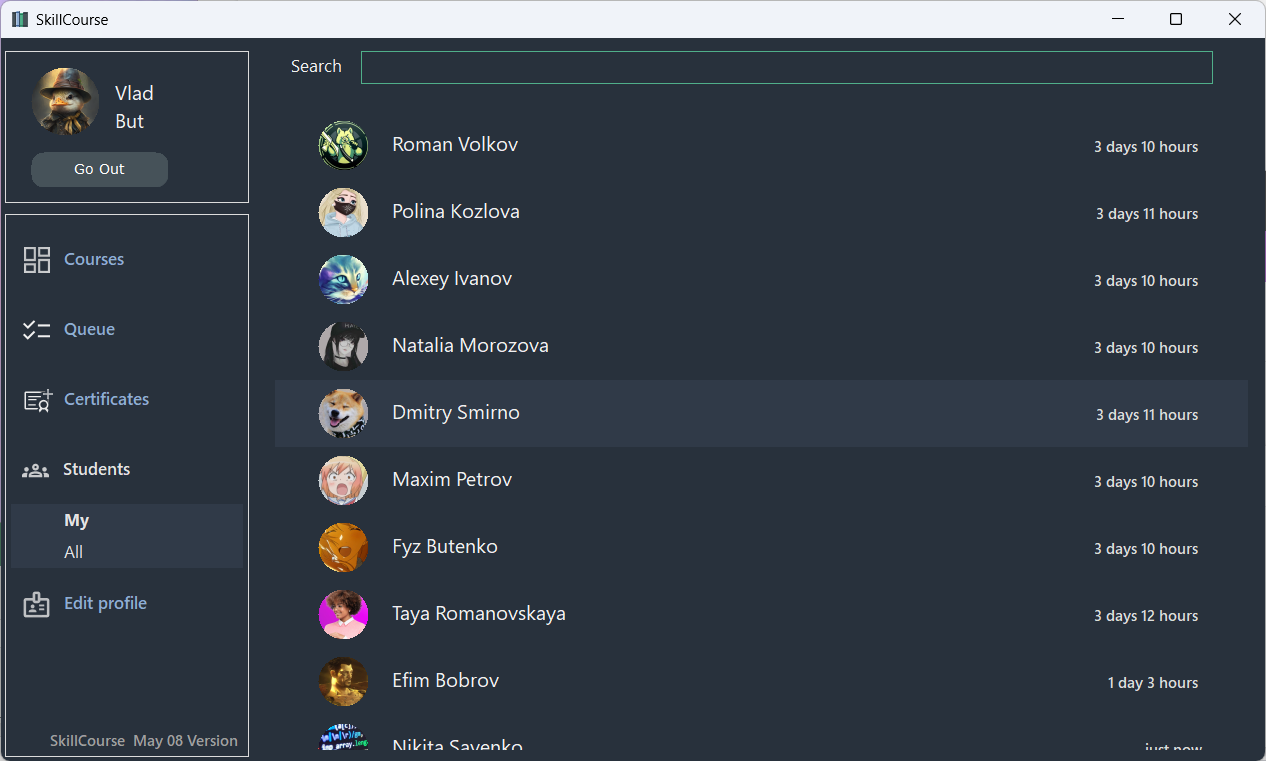 SkillCourse
Vlad
But
Go Out
Courses
Queue
Certificates
Students
My
All
Edit profile
SkillCourse May 08 Version
Search
Roman Volkov 3 days 10 hours
Polina Kozlova 3 days 11 hours
Alexey Ivanov 3 days 10 hours
Natalia Morozova 3 days 10 hours
Dmitry Smirno 3 days 11 hours
Maxim Petrov 3 days 10 hours
Fyz Butenko 3 days 10 hours
Taya Romanovskaya 3 days 12 hours
Efim Bobrov 1 day 3 hours
Nikita Savenko just now